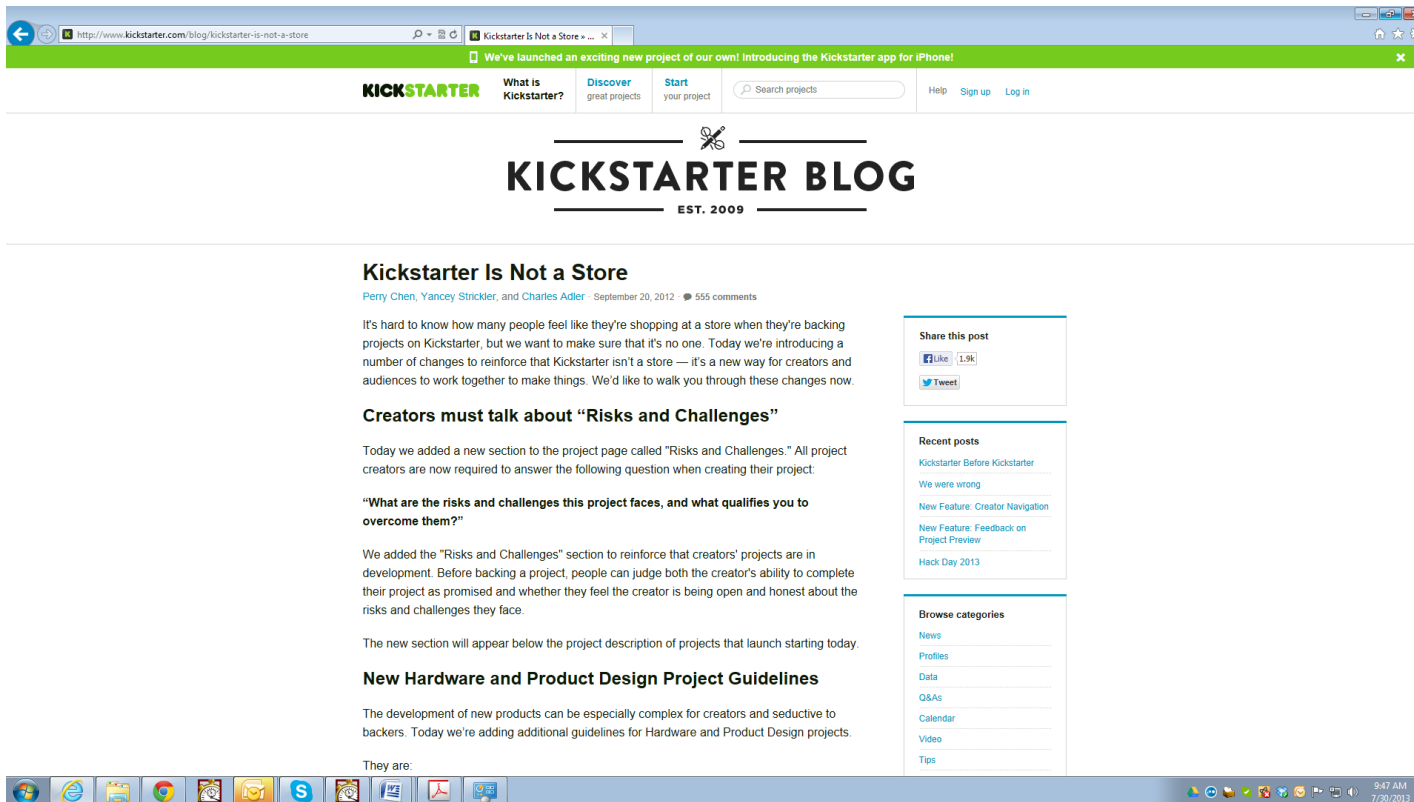 http://www.kickstarter.com/blog/kickstarter-is-not-a-store
Kickstarter Is Not a Store » ...
We've launched an exciting new project of our own! Introducing the Kickstarter app for iPhone!
KICKSTARTER
What is
Kickstarter?
Discover
great projects
Start
your project
Search projects
Help
Sign up
Log in
KICKSTARTER BLOG
EST. 2009
Kickstarter Is Not a Store
Perry Chen, Yancey Strickler, and Charles Adler · September 20, 2012 · 555 comments
It's hard to know how many people feel like they're shopping at a store when they're backing
projects on Kickstarter, but we want to make sure that it's no one. Today we're introducing a
number of changes to reinforce that Kickstarter isn't a store — it's a new way for creators and
audiences to work together to make things. We'd like to walk you through these changes now.
Creators must talk about “Risks and Challenges”
Today we added a new section to the project page called "Risks and Challenges." All project
creators are now required to answer the following question when creating their project:
“What are the risks and challenges this project faces, and what qualifies you to
overcome them?”
We added the "Risks and Challenges" section to reinforce that creators' projects are in
development. Before backing a project, people can judge both the creator's ability to complete
their project as promised and whether they feel the creator is being open and honest about the
risks and challenges they face.
The new section will appear below the project description of projects that launch starting today.
New Hardware and Product Design Project Guidelines
The development of new products can be especially complex for creators and seductive to
backers. Today we're adding additional guidelines for Hardware and Product Design projects.
They are:
Share this post
Like
1.9k
Tweet
Recent posts
Kickstarter Before Kickstarter
We were wrong
New Feature: Creator Navigation
New Feature: Feedback on
Project Preview
Hack Day 2013
Browse categories
News
Profiles
Data
Q&As
Calendar
Video
Tips
9:47 AM
7/30/2013